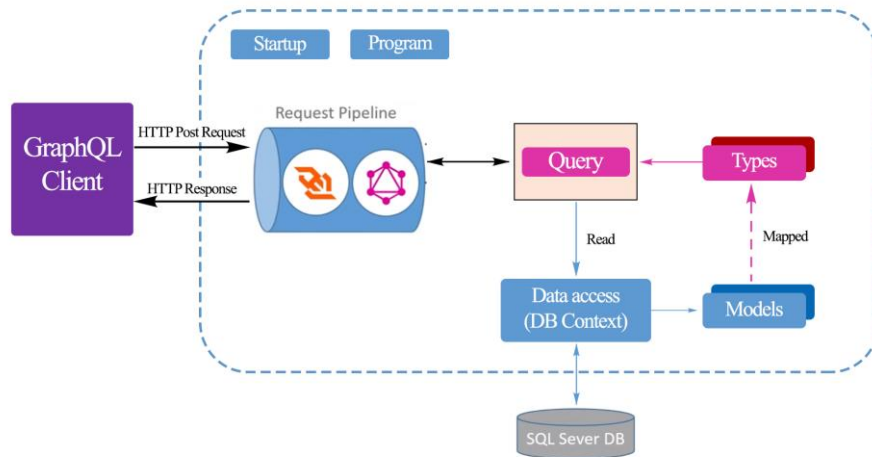 Startup
Program
Request Pipeline
HTTP Post Request
GraphQL
Client
HTTP Response
Query
Types
Read
Mapped
Data access
(DB Context)
Models
SQL Sever DB